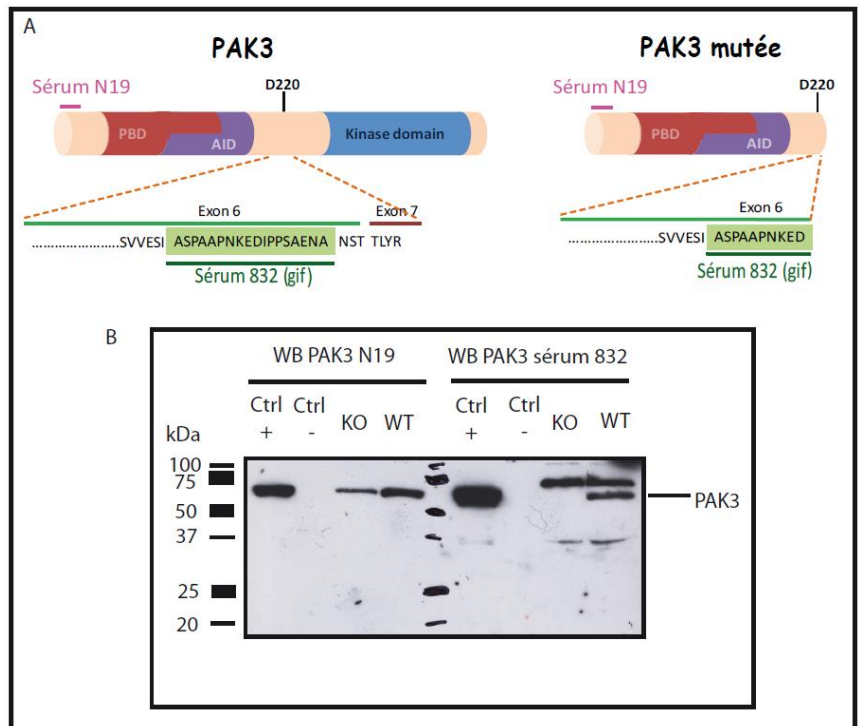 A
PAK3
PAK3 mutée
Sérum N19
D220
PBD
AID
Kinase domain
Sérum N19
D220
PBD
AID
Exon 6
Exon 7
......................SVVESI ASPAAPNKEDIPPSAENA NST TLYR
Sérum 832 (gif)
Exon 6
......................SVVESI ASPAAPNKED
Sérum 832 (gif)
B
WB PAK3 N19
WB PAK3 sérum 832
Ctrl + Ctrl - KO WT
Ctrl + Ctrl - KO WT
kDa
100
75
50
37
25
20
PAK3